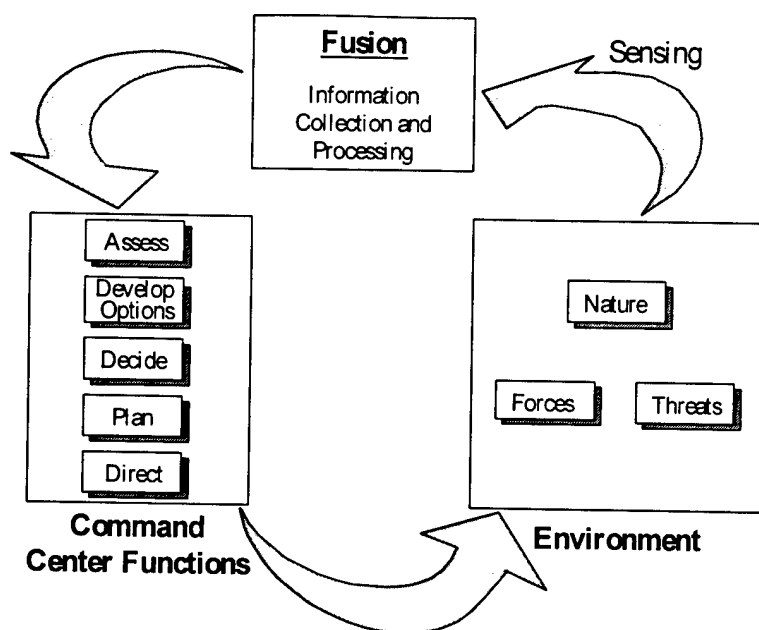 Fusion
Information
Collection and
Processing
Sensing
Assess
Develop
Options
Decide
Plan
Direct
Command
Center Functions
Nature
Forces
Threats
Environment